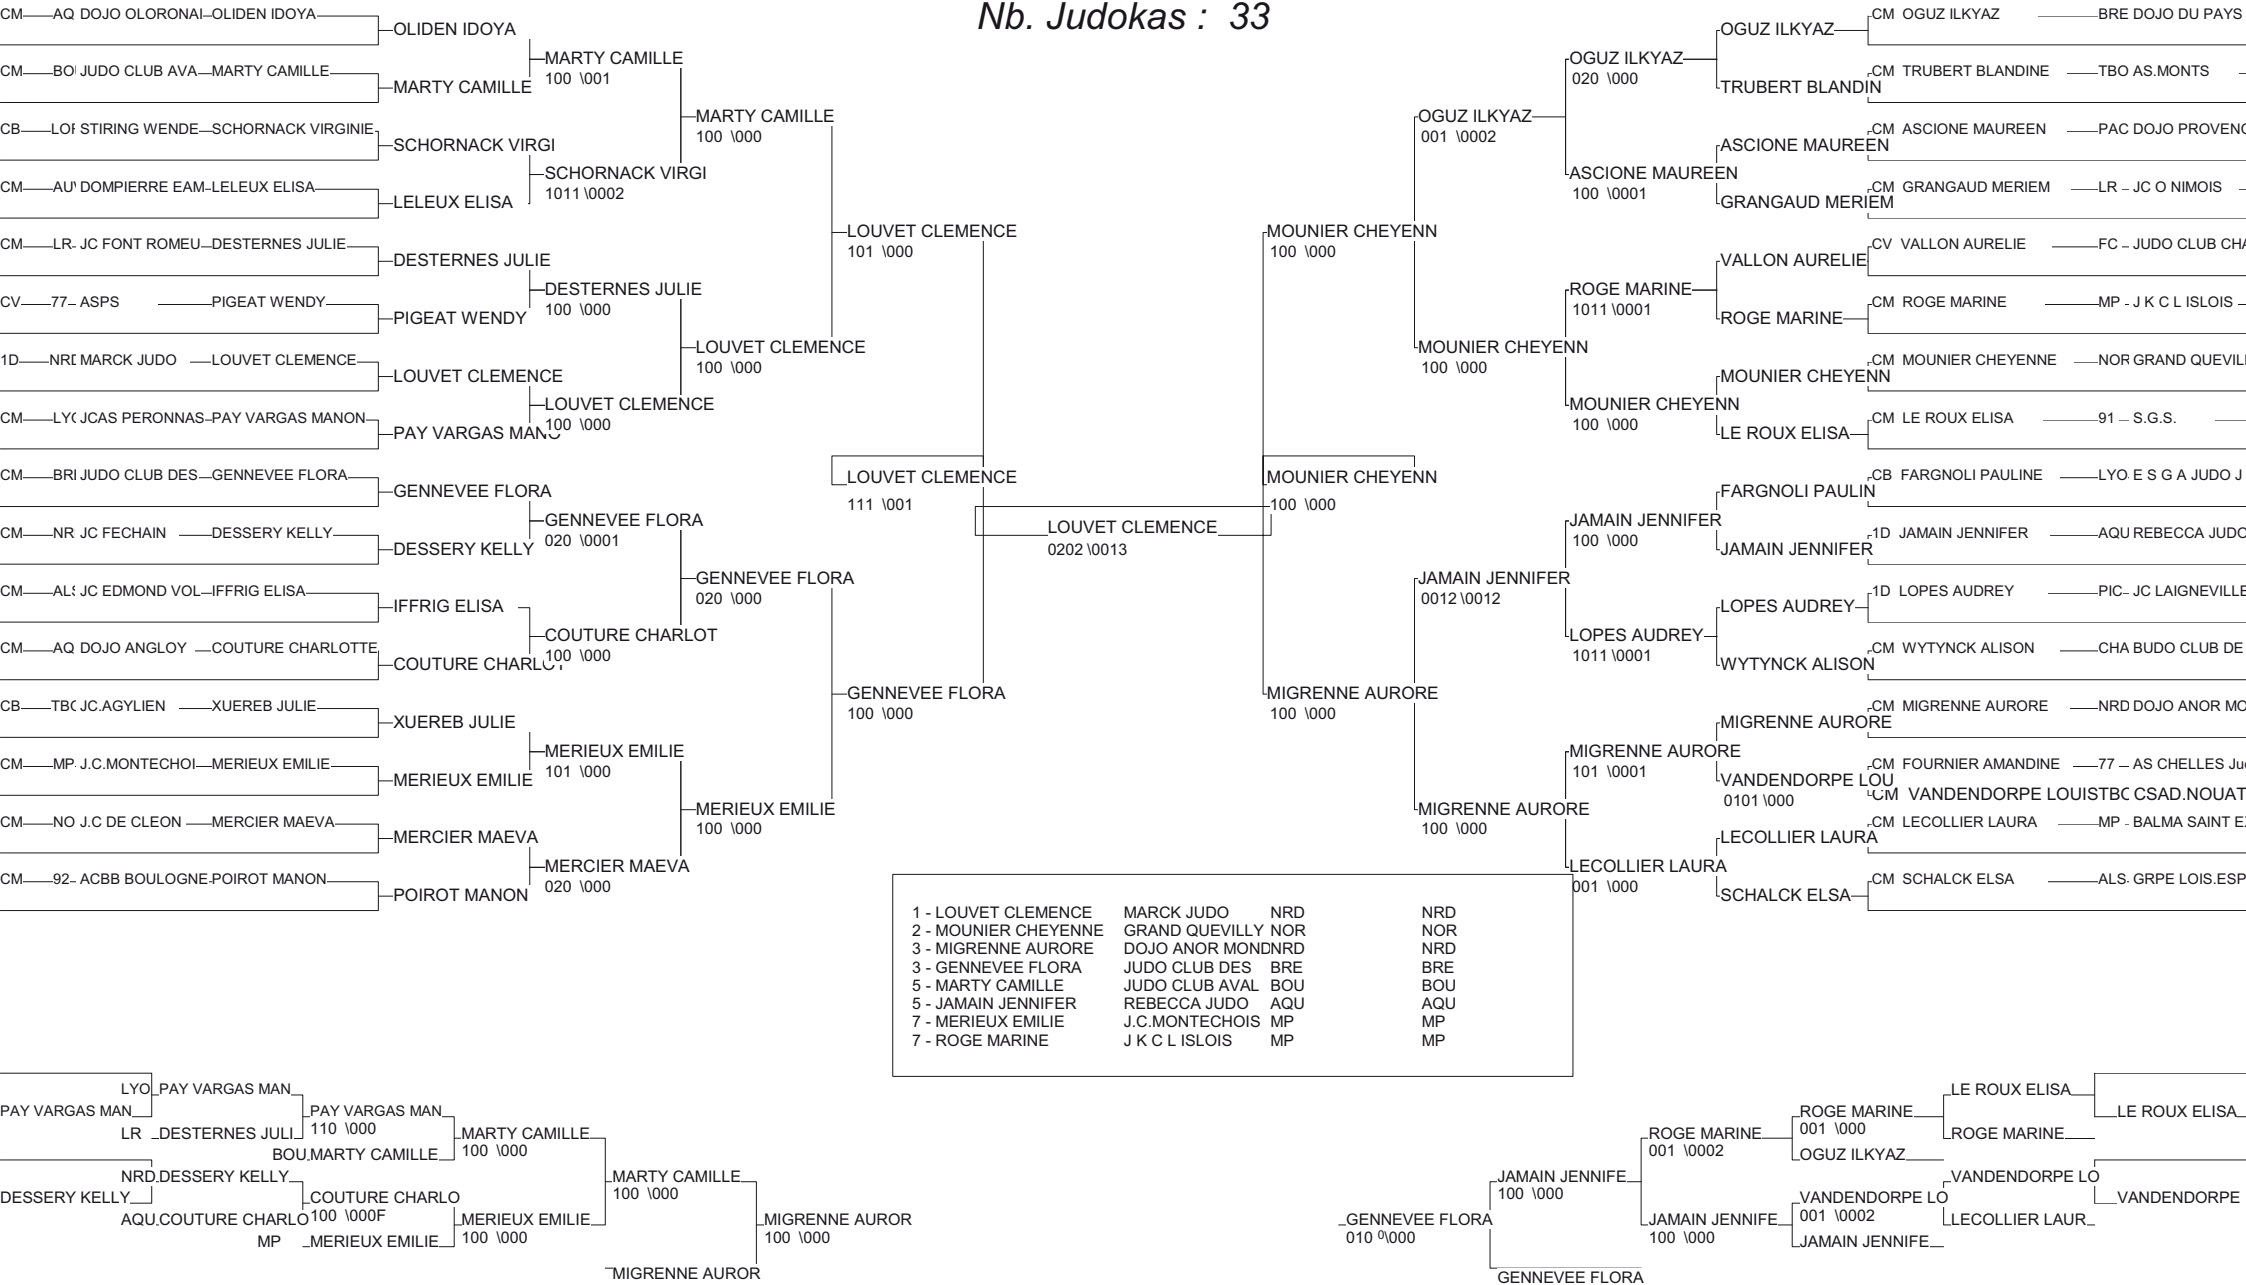 Nb. Judokas : 33
CM AQ DOJO OLORONAI OLIDEN IDOYA
CM BO JUDO CLUB AVA MARTY CAMILLE
CB LOF STIRING WENDE SCHORNACK VIRGINIE
CM AU DOMPIERRE EAM LELEUX ELISA
CM LR JC FONT ROMEU DESTERNES JULIE
CV 77 ASPS PIGEAT WENDY
1D NRD MARCK JUDO LOUVET CLEMENCE
CM LYO JCAS PERONNAS PAY VARGAS MANON
CM BRE JUDO CLUB DES GENNEVEE FLORA
CM NR JC FECHAIN DESSERY KELLY
CM ALS JC EDMOND VOL IFFRIG ELISA
CM AQ DOJO ANGLOY COUTURE CHARLOTTE
CB TBO JC.AGYLIEN XUEREB JULIE
CM MP J.C.MONTECHOI MERIEUX EMILIE
CM NO J.C DE CLEON MERCIER MAEVA
CM 92 ACBB BOULOGNE POIROT MANON
OLIDEN IDOYA
MARTY CAMILLE
SCHORNACK VIRGI
LELEUX ELISA
DESTERNES JULIE
PIGEAT WENDY
LOUVET CLEMENCE
PAY VARGAS MANO
GENNEVEE FLORA
DESSERY KELLY
IFFRIG ELISA
COUTURE CHARLOT
XUEREB JULIE
MERIEUX EMILIE
MERCIER MAEVA
POIROT MANON
MARTY CAMILLE
100 \001
SCHORNACK VIRGI
1011 \0002
DESTERNES JULIE
100 \000
LOUVET CLEMENCE
100 \000
GENNEVEE FLORA
020 \0001
COUTURE CHARLOT
100 \000
MERIEUX EMILIE
101 \000
MERCIER MAEVA
020 \000
MARTY CAMILLE
100 \000
LOUVET CLEMENCE
100 \000
GENNEVEE FLORA
020 \000
MERIEUX EMILIE
100 \000
LOUVET CLEMENCE
101 \000
GENNEVEE FLORA
100 \000
LOUVET CLEMENCE
111 \001
LOUVET CLEMENCE
0202 \0013
MOUNIER CHEYENN
100 \000
MOUNIER CHEYENN
100 \000
MIGRENNE AURORE
100 \000
OGUZ ILKYAZ
001 \0002
MOUNIER CHEYENN
100 \000
JAMAIN JENNIFER
0012 \0012
MIGRENNE AURORE
100 \000
OGUZ ILKYAZ
020 \000
ASCIONE MAUREEN
100 \0001
ROGE MARINE
1011 \0001
MOUNIER CHEYENN
100 \000
JAMAIN JENNIFER
100 \000
LOPES AUDREY
1011 \0001
MIGRENNE AURORE
101 \0001
LECOLLIER LAURA
001 \000
OGUZ ILKYAZ
TRUBERT BLANDIN
ASCIONE MAUREEN
GRANGAUD MERIEM
VALLON AURELIE
ROGE MARINE
MOUNIER CHEYENN
LE ROUX ELISA
FARGNOLI PAULIN
JAMAIN JENNIFER
LOPES AUDREY
WYTYNCK ALISON
MIGRENNE AURORE
VANDENDORPE LOU
0101 \000
LECOLLIER LAURA
SCHALCK ELSA
CM OGUZ ILKYAZ BRE DOJO DU PAYS
CM TRUBERT BLANDINE TBO AS.MONTS
CM ASCIONE MAUREEN PAC DOJO PROVENC
CM GRANGAUD MERIEM LR JC O NIMOIS
CV VALLON AURELIE FC JUDO CLUB CHA
CM ROGE MARINE MP J K C L ISLOIS
CM MOUNIER CHEYENNE NOR GRAND QUEVILL
CM LE ROUX ELISA 91 S.G.S.
CB FARGNOLI PAULINE LYO E S G A JUDO J
1D JAMAIN JENNIFER AQU REBECCA JUDO
1D LOPES AUDREY PIC JC LAIGNEVILLE
CM WYTYNCK ALISON CHA BUDO CLUB DE
CM MIGRENNE AURORE NRD DOJO ANOR MO
CM FOURNIER AMANDINE 77 AS CHELLES Ju
CM VANDENDORPE LOUIS TBO CSAD.NOUAT
CM LECOLLIER LAURA MP BALMA SAINT E
CM SCHALCK ELSA ALS GRPE LOIS.ESP
1 - LOUVET CLEMENCE MARCK JUDO NRD NRD
2 - MOUNIER CHEYENNE GRAND QUEVILLY NOR NOR
3 - MIGRENNE AURORE DOJO ANOR MOND NRD NRD
3 - GENNEVEE FLORA JUDO CLUB DES BRE BRE
5 - MARTY CAMILLE JUDO CLUB AVAL BOU BOU
5 - JAMAIN JENNIFER REBECCA JUDO AQU AQU
7 - MERIEUX EMILIE J.C.MONTECHOIS MP MP
7 - ROGE MARINE J K C L ISLOIS MP MP
PAY VARGAS MAN
DESSERY KELLY
LYO PAY VARGAS MAN
LR DESTERNES JULI
NRD DESSERY KELLY
AQU COUTURE CHARLO
PAY VARGAS MAN
110 \000
BOU MARTY CAMILLE
COUTURE CHARLO
100 \000F
MP MERIEUX EMILIE
MARTY CAMILLE
100 \000
MERIEUX EMILIE
100 \000
MARTY CAMILLE
100 \000
MIGRENNE AUROR
MIGRENNE AUROR
100 \000
GENNEVEE FLORA
010 0\000
JAMAIN JENNIFE
100 \000
GENNEVEE FLORA
ROGE MARINE
001 \0002
JAMAIN JENNIFE
100 \000
ROGE MARINE
001 \000
OGUZ ILKYAZ
VANDENDORPE LO
001 \0002
JAMAIN JENNIFE
LE ROUX ELISA
ROGE MARINE
VANDENDORPE LO
LECOLLIER LAUR
LE ROUX ELISA
VANDENDORPE